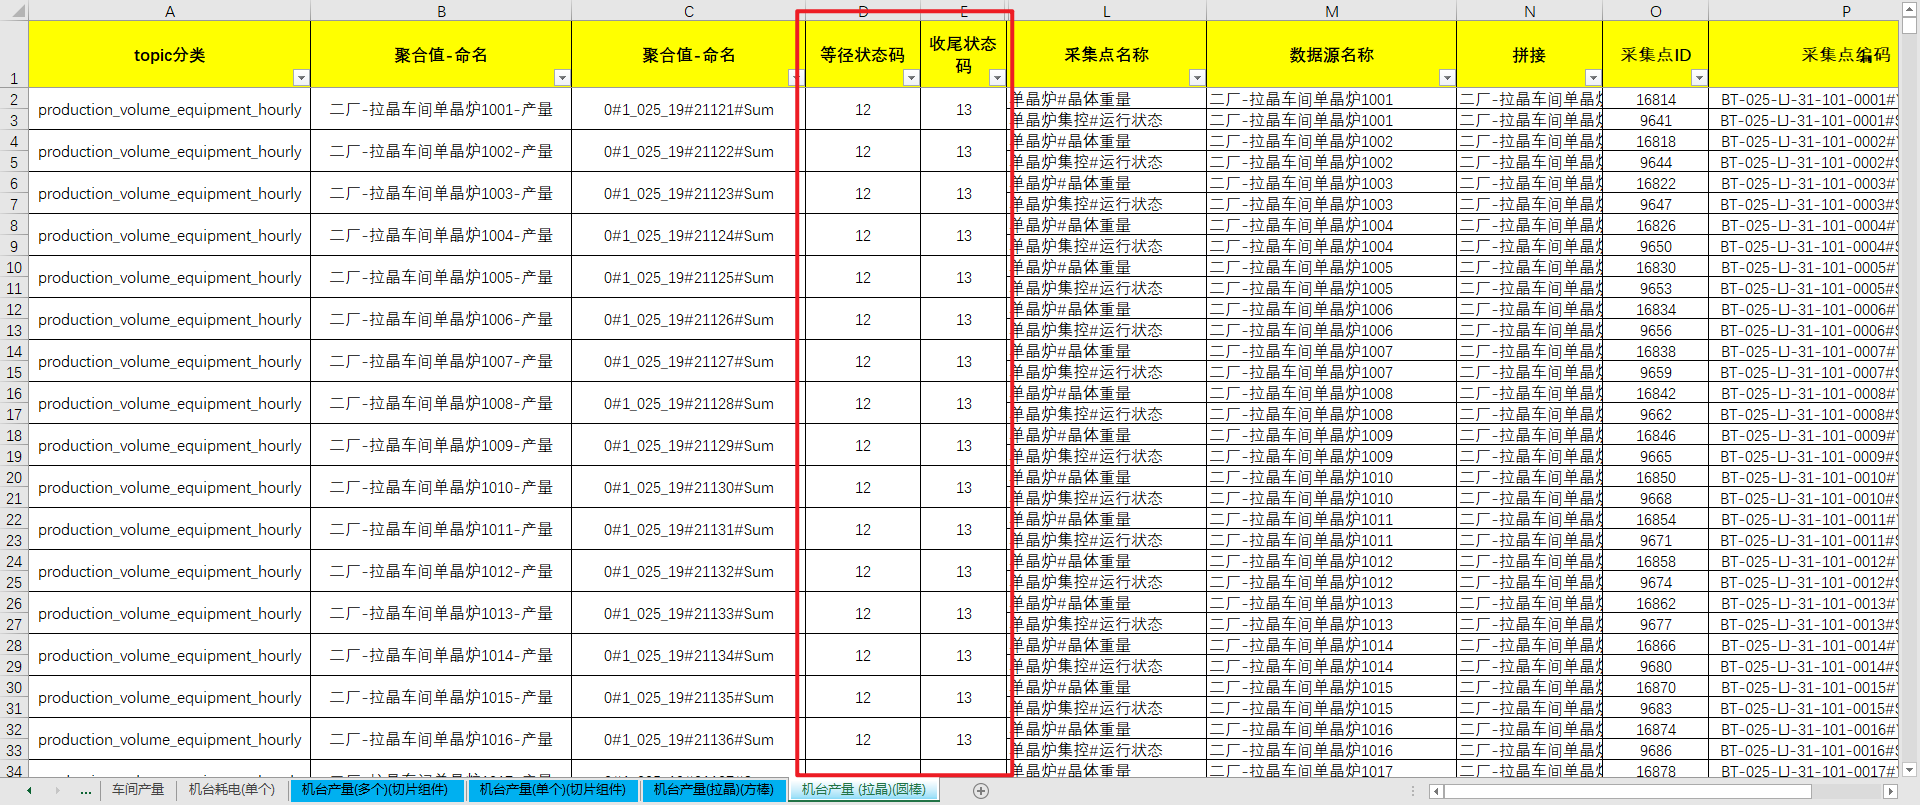 A B C D E L M N O P
1 topic分类 聚合值-命名 聚合值-命名 等径状态码 收尾状态码 采集点名称 数据源名称 拼接 采集点ID 采集点编码
2 production_volume_equipment_hourly 二厂-拉晶车间单晶炉1001-产量 0#1_025_19#21121#Sum 12 13 单晶炉#晶体重量 二厂-拉晶车间单晶炉1001 二厂-拉晶车间单晶炉 16814 BT-025-LJ-31-101-0001#
3 单晶炉集控#运行状态 二厂-拉晶车间单晶炉1001 二厂-拉晶车间单晶炉 9641 BT-025-LJ-31-101-0001#
4 production_volume_equipment_hourly 二厂-拉晶车间单晶炉1002-产量 0#1_025_19#21122#Sum 12 13 单晶炉#晶体重量 二厂-拉晶车间单晶炉1002 二厂-拉晶车间单晶炉 16818 BT-025-LJ-31-101-0002#
5 单晶炉集控#运行状态 二厂-拉晶车间单晶炉1002 二厂-拉晶车间单晶炉 9644 BT-025-LJ-31-101-0002#
6 production_volume_equipment_hourly 二厂-拉晶车间单晶炉1003-产量 0#1_025_19#21123#Sum 12 13 单晶炉#晶体重量 二厂-拉晶车间单晶炉1003 二厂-拉晶车间单晶炉 16822 BT-025-LJ-31-101-0003#
7 单晶炉集控#运行状态 二厂-拉晶车间单晶炉1003 二厂-拉晶车间单晶炉 9647 BT-025-LJ-31-101-0003#
8 production_volume_equipment_hourly 二厂-拉晶车间单晶炉1004-产量 0#1_025_19#21124#Sum 12 13 单晶炉#晶体重量 二厂-拉晶车间单晶炉1004 二厂-拉晶车间单晶炉 16826 BT-025-LJ-31-101-0004#
9 单晶炉集控#运行状态 二厂-拉晶车间单晶炉1004 二厂-拉晶车间单晶炉 9650 BT-025-LJ-31-101-0004#
10 production_volume_equipment_hourly 二厂-拉晶车间单晶炉1005-产量 0#1_025_19#21125#Sum 12 13 单晶炉#晶体重量 二厂-拉晶车间单晶炉1005 二厂-拉晶车间单晶炉 16830 BT-025-LJ-31-101-0005#
11 单晶炉集控#运行状态 二厂-拉晶车间单晶炉1005 二厂-拉晶车间单晶炉 9653 BT-025-LJ-31-101-0005#
12 production_volume_equipment_hourly 二厂-拉晶车间单晶炉1006-产量 0#1_025_19#21126#Sum 12 13 单晶炉#晶体重量 二厂-拉晶车间单晶炉1006 二厂-拉晶车间单晶炉 16834 BT-025-LJ-31-101-0006#
13 单晶炉集控#运行状态 二厂-拉晶车间单晶炉1006 二厂-拉晶车间单晶炉 9656 BT-025-LJ-31-101-0006#
14 production_volume_equipment_hourly 二厂-拉晶车间单晶炉1007-产量 0#1_025_19#21127#Sum 12 13 单晶炉#晶体重量 二厂-拉晶车间单晶炉1007 二厂-拉晶车间单晶炉 16838 BT-025-LJ-31-101-0007#
15 单晶炉集控#运行状态 二厂-拉晶车间单晶炉1007 二厂-拉晶车间单晶炉 9659 BT-025-LJ-31-101-0007#
16 production_volume_equipment_hourly 二厂-拉晶车间单晶炉1008-产量 0#1_025_19#21128#Sum 12 13 单晶炉#晶体重量 二厂-拉晶车间单晶炉1008 二厂-拉晶车间单晶炉 16842 BT-025-LJ-31-101-0008#
17 单晶炉集控#运行状态 二厂-拉晶车间单晶炉1008 二厂-拉晶车间单晶炉 9662 BT-025-LJ-31-101-0008#
18 production_volume_equipment_hourly 二厂-拉晶车间单晶炉1009-产量 0#1_025_19#21129#Sum 12 13 单晶炉#晶体重量 二厂-拉晶车间单晶炉1009 二厂-拉晶车间单晶炉 16846 BT-025-LJ-31-101-0009#
19 单晶炉集控#运行状态 二厂-拉晶车间单晶炉1009 二厂-拉晶车间单晶炉 9665 BT-025-LJ-31-101-0009#
20 production_volume_equipment_hourly 二厂-拉晶车间单晶炉1010-产量 0#1_025_19#21130#Sum 12 13 单晶炉#晶体重量 二厂-拉晶车间单晶炉1010 二厂-拉晶车间单晶炉 16850 BT-025-LJ-31-101-0010#
21 单晶炉集控#运行状态 二厂-拉晶车间单晶炉1010 二厂-拉晶车间单晶炉 9668 BT-025-LJ-31-101-0010#
22 production_volume_equipment_hourly 二厂-拉晶车间单晶炉1011-产量 0#1_025_19#21131#Sum 12 13 单晶炉#晶体重量 二厂-拉晶车间单晶炉1011 二厂-拉晶车间单晶炉 16854 BT-025-LJ-31-101-0011#
23 单晶炉集控#运行状态 二厂-拉晶车间单晶炉1011 二厂-拉晶车间单晶炉 9671 BT-025-LJ-31-101-0011#
24 production_volume_equipment_hourly 二厂-拉晶车间单晶炉1012-产量 0#1_025_19#21132#Sum 12 13 单晶炉#晶体重量 二厂-拉晶车间单晶炉1012 二厂-拉晶车间单晶炉 16858 BT-025-LJ-31-101-0012#
25 单晶炉集控#运行状态 二厂-拉晶车间单晶炉1012 二厂-拉晶车间单晶炉 9674 BT-025-LJ-31-101-0012#
26 production_volume_equipment_hourly 二厂-拉晶车间单晶炉1013-产量 0#1_025_19#21133#Sum 12 13 单晶炉#晶体重量 二厂-拉晶车间单晶炉1013 二厂-拉晶车间单晶炉 16862 BT-025-LJ-31-101-0013#
27 单晶炉集控#运行状态 二厂-拉晶车间单晶炉1013 二厂-拉晶车间单晶炉 9677 BT-025-LJ-31-101-0013#
28 production_volume_equipment_hourly 二厂-拉晶车间单晶炉1014-产量 0#1_025_19#21134#Sum 12 13 单晶炉#晶体重量 二厂-拉晶车间单晶炉1014 二厂-拉晶车间单晶炉 16866 BT-025-LJ-31-101-0014#
29 单晶炉集控#运行状态 二厂-拉晶车间单晶炉1014 二厂-拉晶车间单晶炉 9680 BT-025-LJ-31-101-0014#
30 production_volume_equipment_hourly 二厂-拉晶车间单晶炉1015-产量 0#1_025_19#21135#Sum 12 13 单晶炉#晶体重量 二厂-拉晶车间单晶炉1015 二厂-拉晶车间单晶炉 16870 BT-025-LJ-31-101-0015#
31 单晶炉集控#运行状态 二厂-拉晶车间单晶炉1015 二厂-拉晶车间单晶炉 9683 BT-025-LJ-31-101-0015#
32 production_volume_equipment_hourly 二厂-拉晶车间单晶炉1016-产量 0#1_025_19#21136#Sum 12 13 单晶炉#晶体重量 二厂-拉晶车间单晶炉1016 二厂-拉晶车间单晶炉 16874 BT-025-LJ-31-101-0016#
33 单晶炉集控#运行状态 二厂-拉晶车间单晶炉1016 二厂-拉晶车间单晶炉 9686 BT-025-LJ-31-101-0016#
34 单晶炉#晶体重量 二厂-拉晶车间单晶炉1017 二厂-拉晶车间单晶炉 16878 BT-025-LJ-31-101-0017#
... 车间产量 机台耗电(单个) 机台产量(多个)(切片组件) 机台产量(单个)(切片组件) 机台产量(拉晶)(方棒) 机台产量 (拉晶)(圆棒)